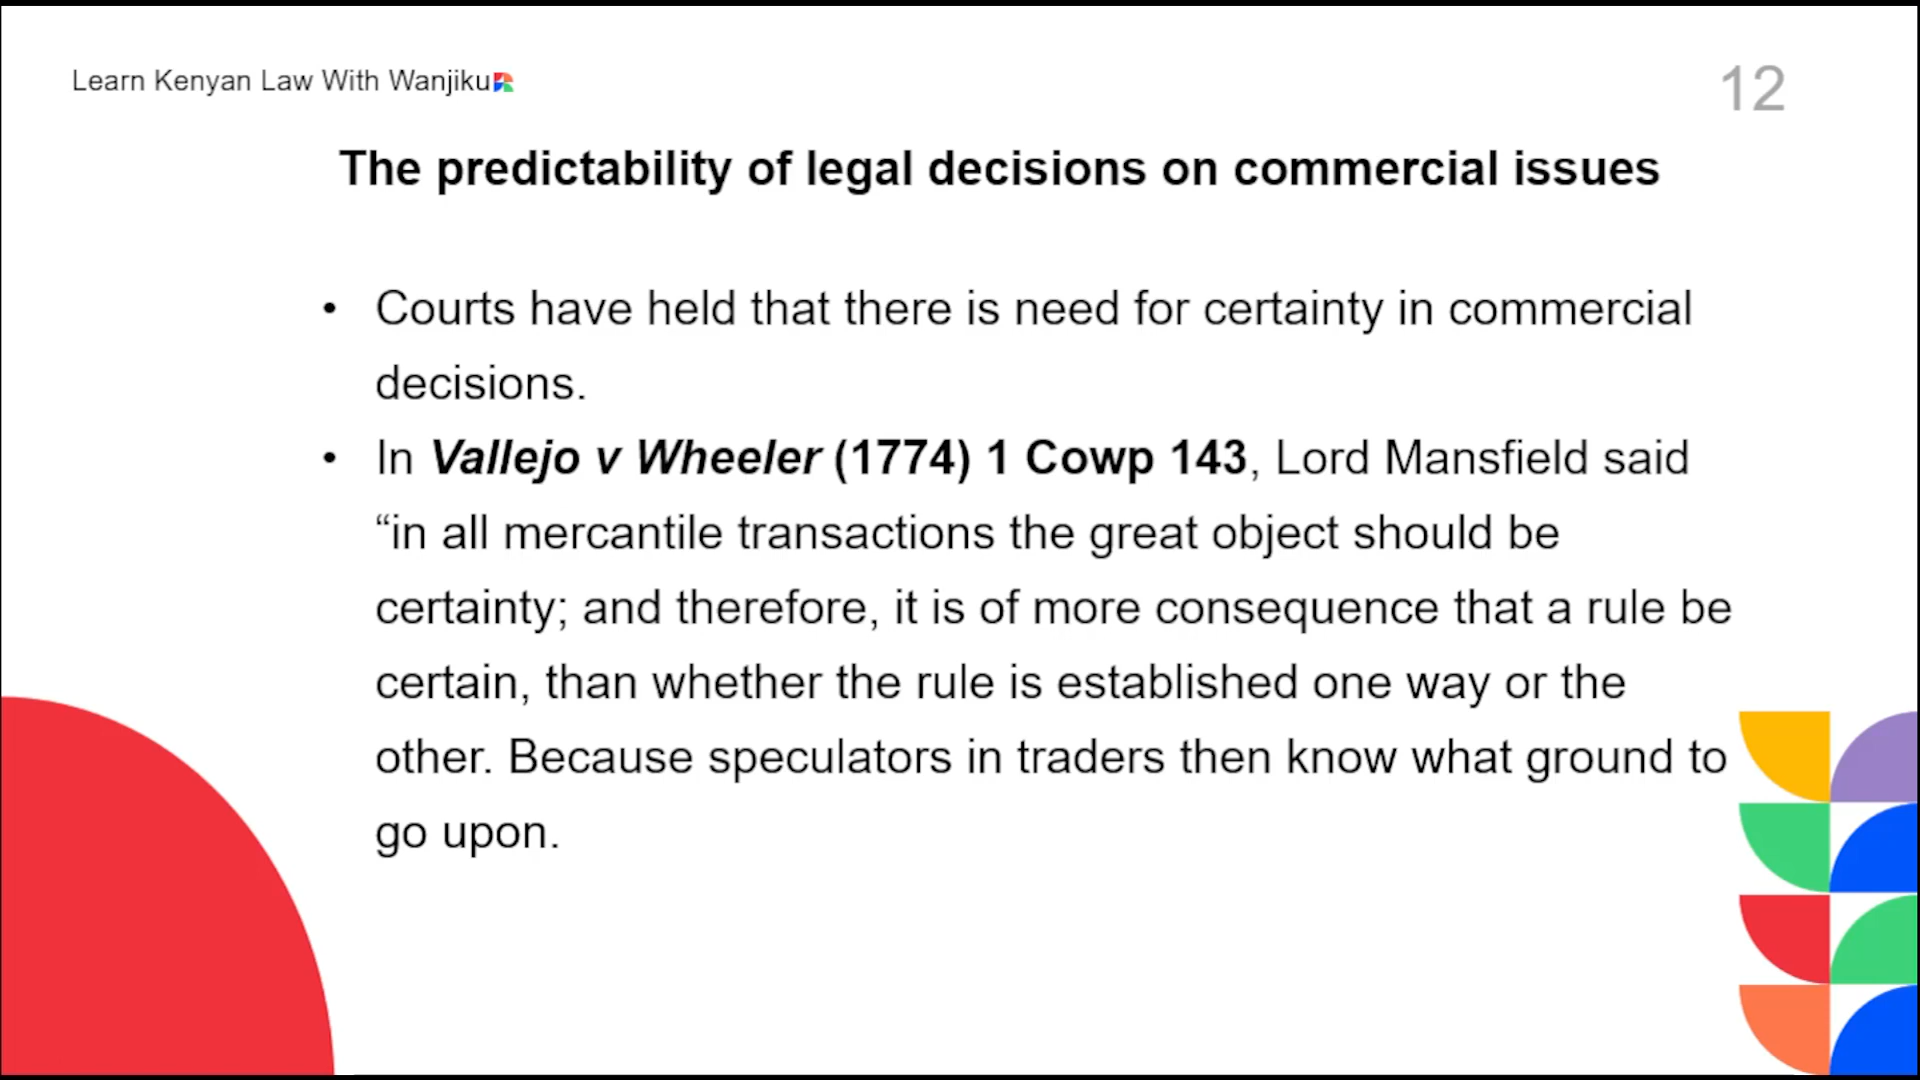 Learn Kenyan Law With Wanjiku
12
The predictability of legal decisions on commercial issues
• Courts have held that there is need for certainty in commercial
decisions.
• In Vallejo v Wheeler (1774) 1 Cowp 143, Lord Mansfield said
“in all mercantile transactions the great object should be
certainty; and therefore, it is of more consequence that a rule be
certain, than whether the rule is established one way or the
other. Because speculators in traders then know what ground to
go upon.